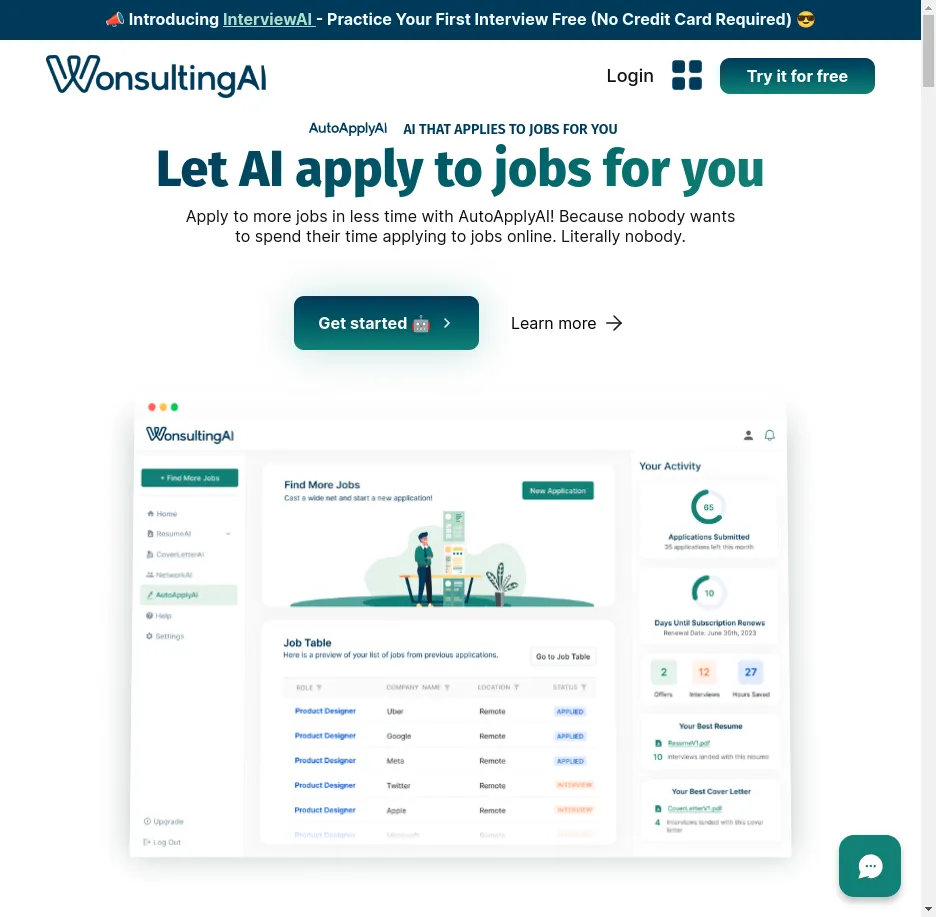 📣 Introducing InterviewAI - Practice Your First Interview Free (No Credit Card Required) 😎
WonsultingAI
Login
Try it for free
AutoApplyAI AI THAT APPLIES TO JOBS FOR YOU
Let AI apply to jobs for you
Apply to more jobs in less time with AutoApplyAI! Because nobody wants
to spend their time applying to jobs online. Literally nobody.
Get started 🤖 >
Learn more →
WonsultingAI
+ Find More Jobs
Home
ResumeAI
CoverLetterAI
NetworkAI
AutoApplyAI
Help
Settings
Upgrade
Log Out
Find More Jobs
Cast a wide net and start a new application!
New Application
Job Table
Here is a preview of your list of jobs from previous applications.
Go to Job Table
ROLE COMPANY NAME LOCATION STATUS
Product Designer Uber Remote APPLIED
Product Designer Google Remote APPLIED
Product Designer Meta Remote APPLIED
Product Designer Twitter Remote INTERVIEW
Product Designer Apple Remote INTERVIEW
Product Designer Microsoft Remote INTERVIEW
Your Activity
65
Applications Submitted
35 applications left this month
10
Days Until Subscription Renews
Renewal Date: June 30th, 2023
2 12 27
Offers Interviews Hours Saved
Your Best Resume
ResumeV1.pdf
10 Interviews landed with this resume
Your Best Cover Letter
CoverLetterV1.pdf
4 Interviews landed with this cover
letter